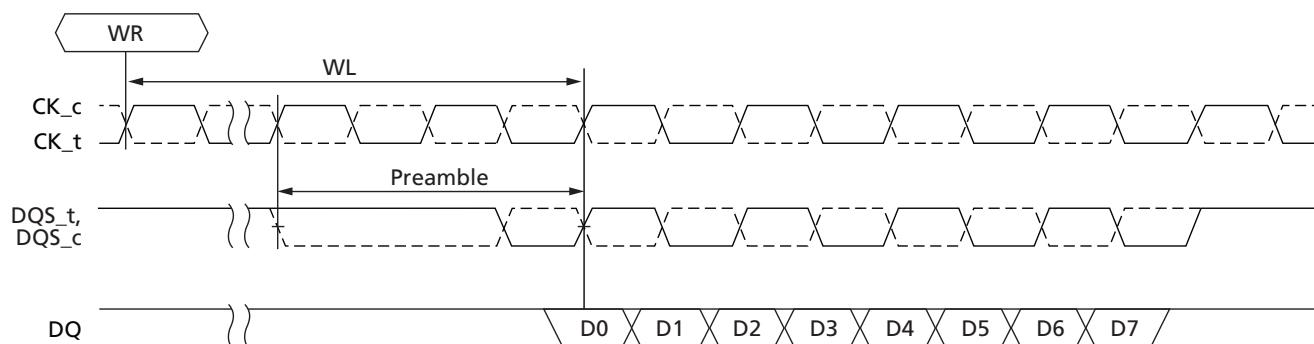 WR
WL
CK_c
CK_t
Preamble
DQS_t,
DQS_c
DQ D0 D1 D2 D3 D4 D5 D6 D7